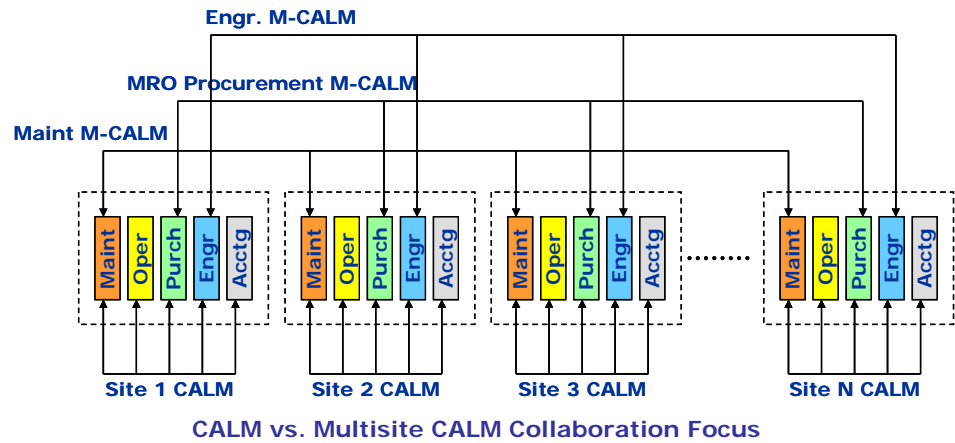 Engr. M-CALM
MRO Procurement M-CALM
Maint M-CALM
Maint
Oper
Purch
Engr
Acctg
Maint
Oper
Purch
Engr
Acctg
Maint
Oper
Purch
Engr
Acctg
Maint
Oper
Purch
Engr
Acctg
Site 1 CALM
Site 2 CALM
Site 3 CALM
Site N CALM
CALM vs. Multisite CALM Collaboration Focus